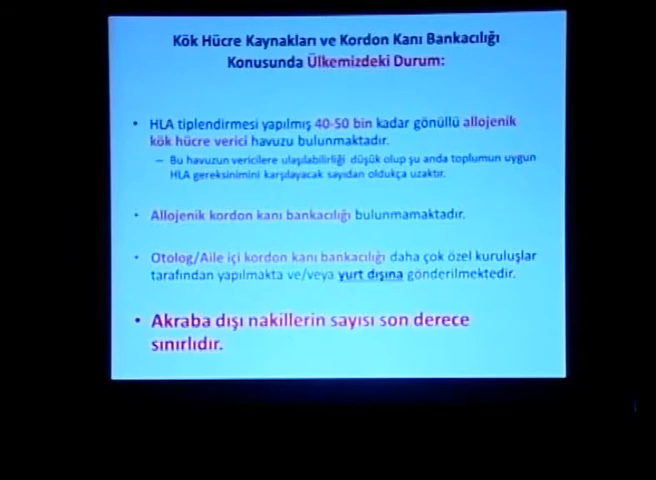 Kök Hücre Kaynakları ve Kordon Kanı Bankacılığı
Konusunda Ülkemizdeki Durum:
• HLA tiplendirmesi yapılmış 40-50 bin kadar gönüllü allojenik
kök hücre verici havuzu bulunmaktadır.
– Bu havuzun vericilere ulaşılabilirliği düşük olup şu anda toplumun uygun
HLA gereksinimini karşılayacak sayıdan oldukça uzaktır.
• Allojenik kordon kanı bankacılığı bulunmamaktadır.
• Otolog/Aile içi kordon kanı bankacılığı daha çok özel kuruluşlar
tarafından yapılmakta ve/veya yurt dışına gönderilmektedir.
• Akraba dışı nakillerin sayısı son derece
sınırlıdır.